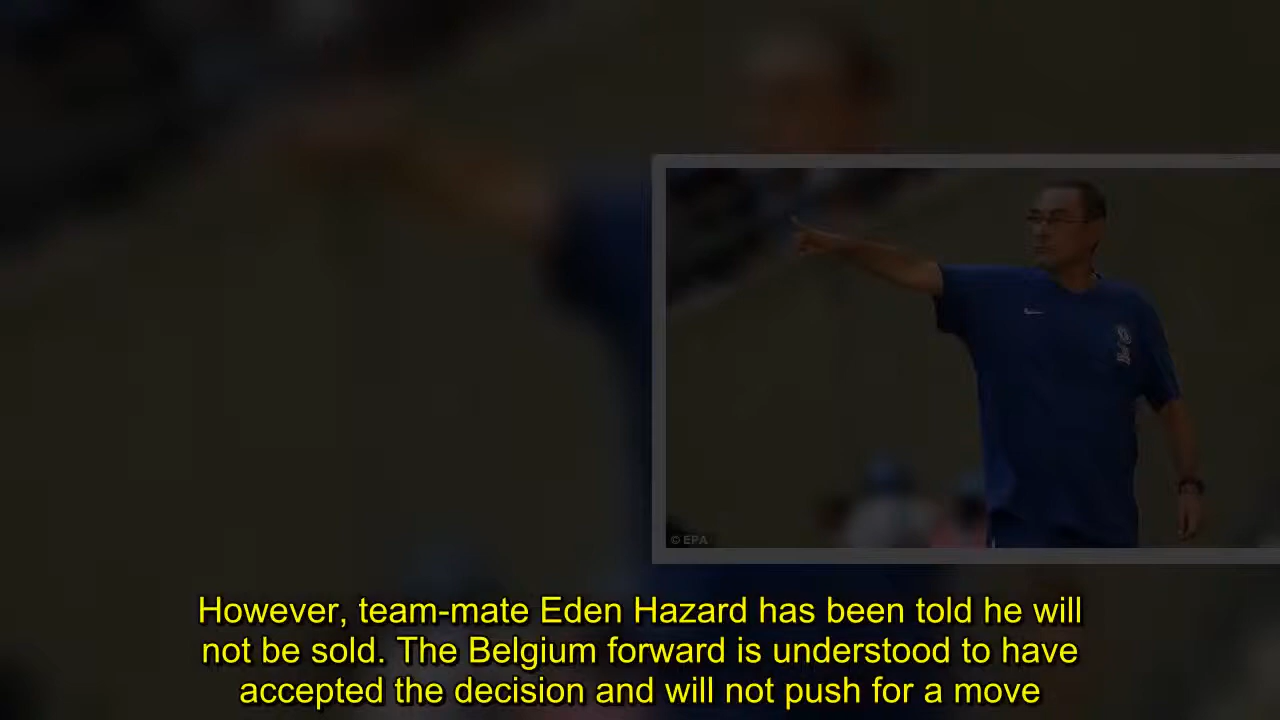 © EPA
However, team-mate Eden Hazard has been told he will
not be sold. The Belgium forward is understood to have
accepted the decision and will not push for a move